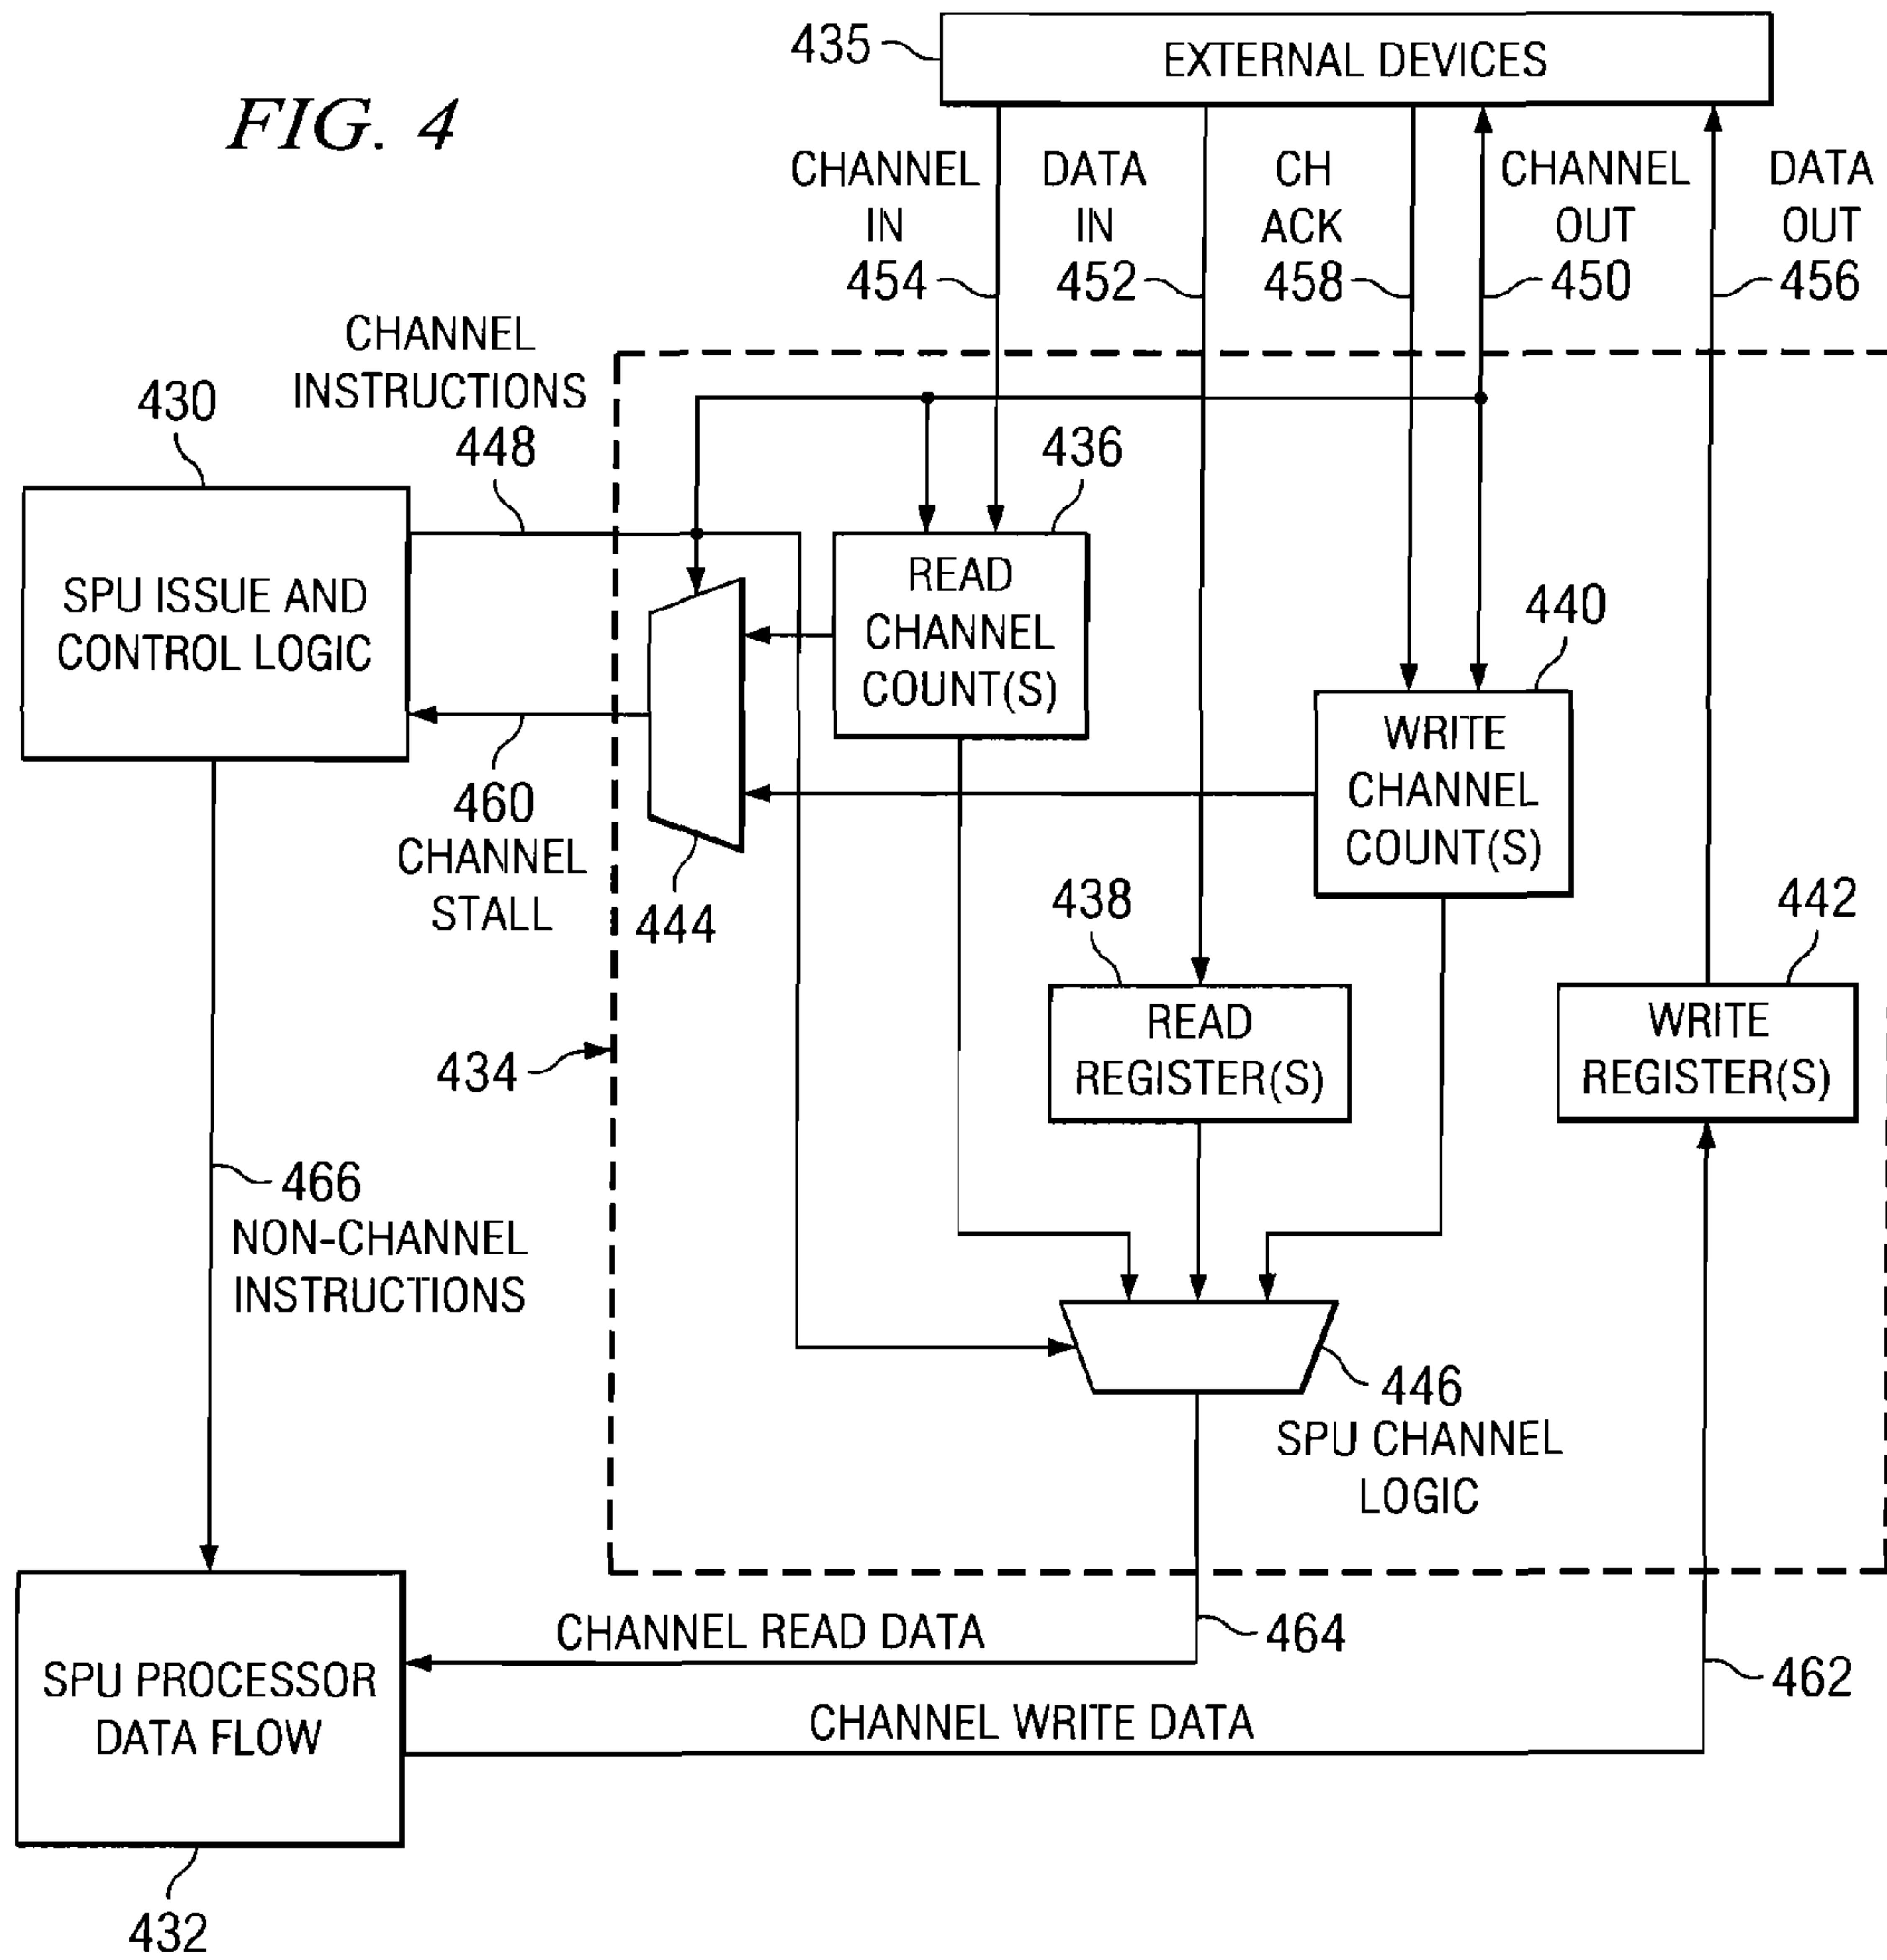 FIG. 4
435
EXTERNAL DEVICES
CHANNEL
IN
454
DATA
IN
452
CH
ACK
458
CHANNEL
OUT
450
DATA
OUT
456
CHANNEL
INSTRUCTIONS
448
430
SPU ISSUE AND
CONTROL LOGIC
436
READ
CHANNEL
COUNT(S)
440
WRITE
CHANNEL
COUNT(S)
460
CHANNEL
STALL
444
438
READ
REGISTER(S)
442
WRITE
REGISTER(S)
434
466
NON-CHANNEL
INSTRUCTIONS
446
SPU CHANNEL
LOGIC
CHANNEL READ DATA
464
SPU PROCESSOR
DATA FLOW
CHANNEL WRITE DATA
462
432